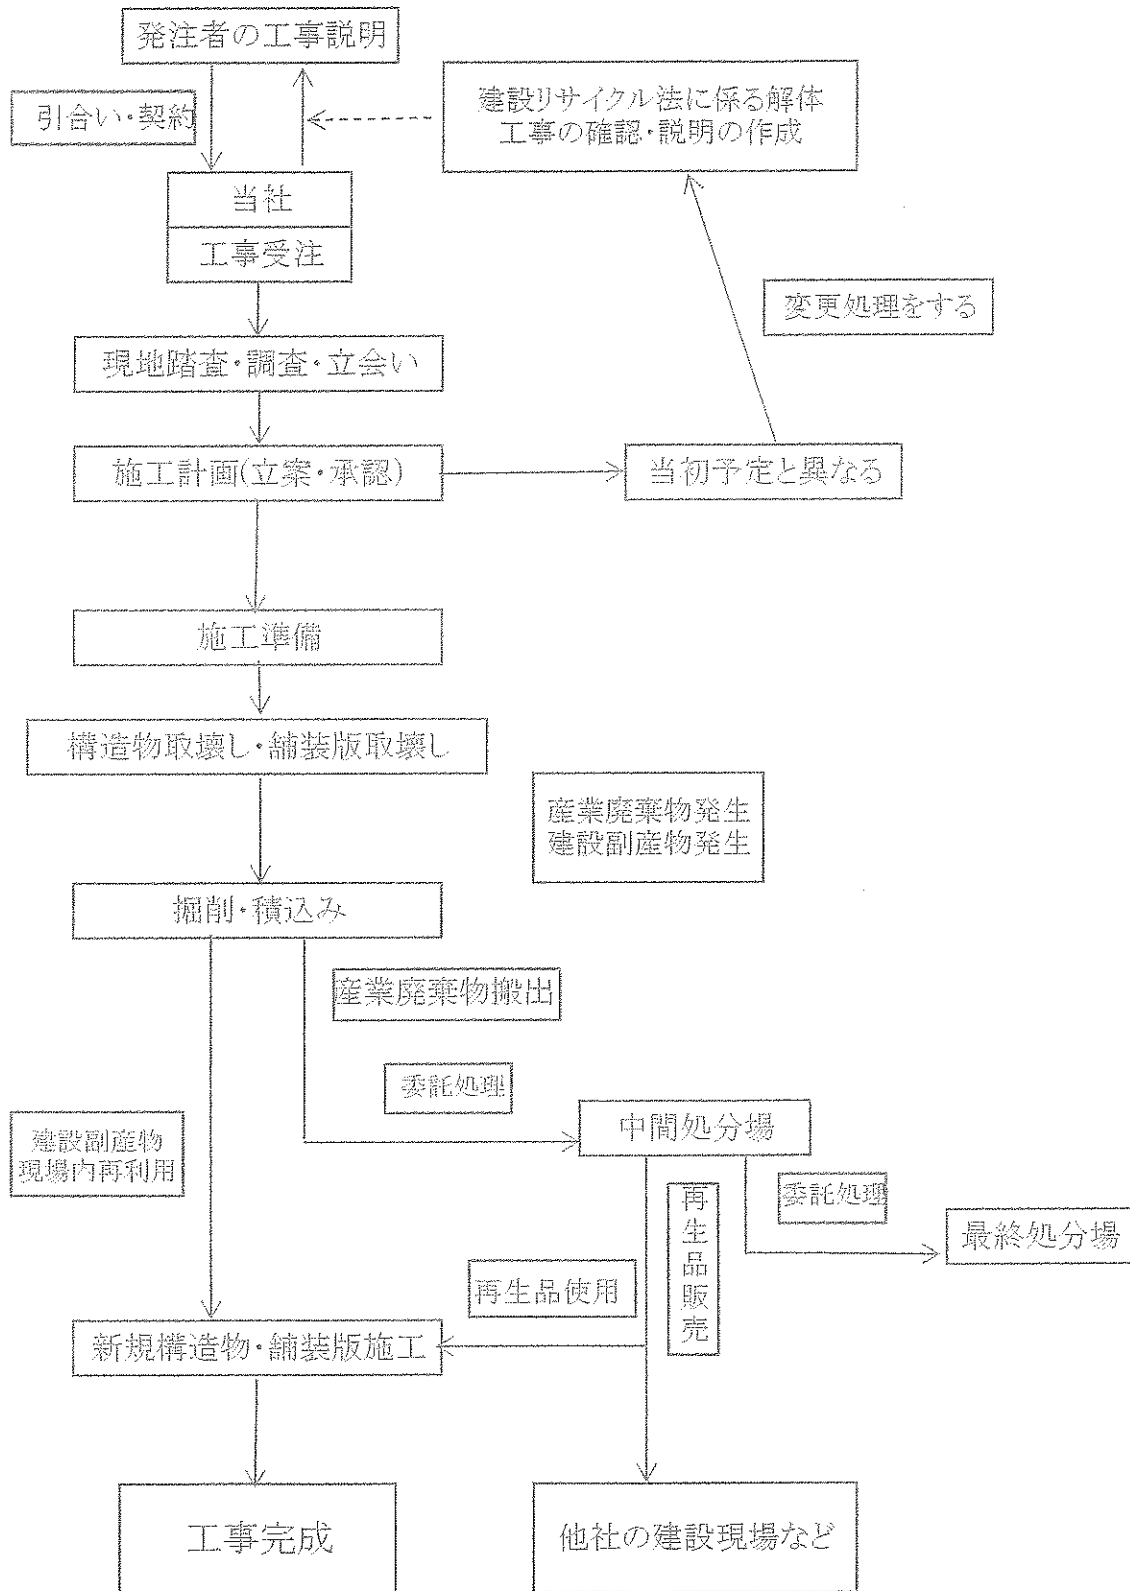 発注者の工事説明
引合い・契約
建設リサイクル法に係る解体
工事の確認・説明の作成
当社
工事受注
変更処理をする
現地踏査・調査・立会い
施工計画(立案・承認)
当初予定と異なる
施工準備
構造物取壊し・舗装版取壊し
産業廃棄物発生
建設副産物発生
掘削・積込み
産業廃棄物搬出
委託処理
中間処分場
建設副産物
現場内再利用
委託処理
再生品販売
最終処分場
再生品使用
新規構造物・舗装版施工
工事完成
他社の建設現場など